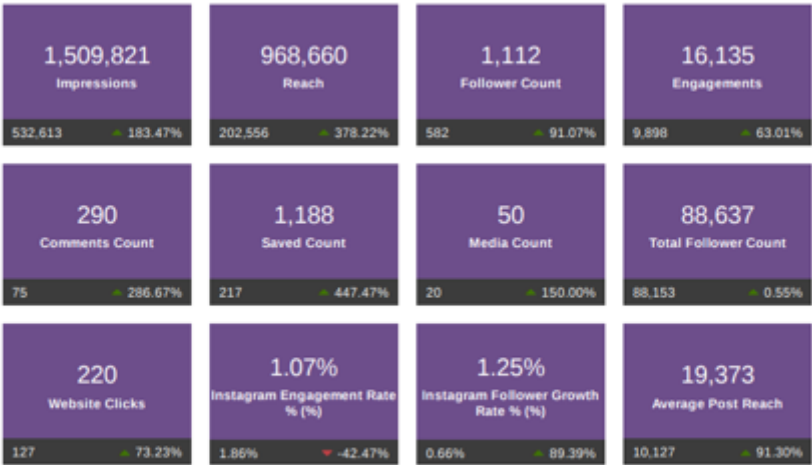 1,509,821
Impressions
532,613 183.47%
968,660
Reach
202,556 378.22%
1,112
Follower Count
582 91.07%
16,135
Engagements
9,898 63.01%
290
Comments Count
75 286.67%
1,188
Saved Count
217 447.47%
50
Media Count
20 150.00%
88,637
Total Follower Count
88,153 0.55%
220
Website Clicks
127 73.23%
1.07%
Instagram Engagement Rate
% (%)
1.86% -42.47%
1.25%
Instagram Follower Growth
Rate % (%)
0.66% 89.39%
19,373
Average Post Reach
10,127 91.30%